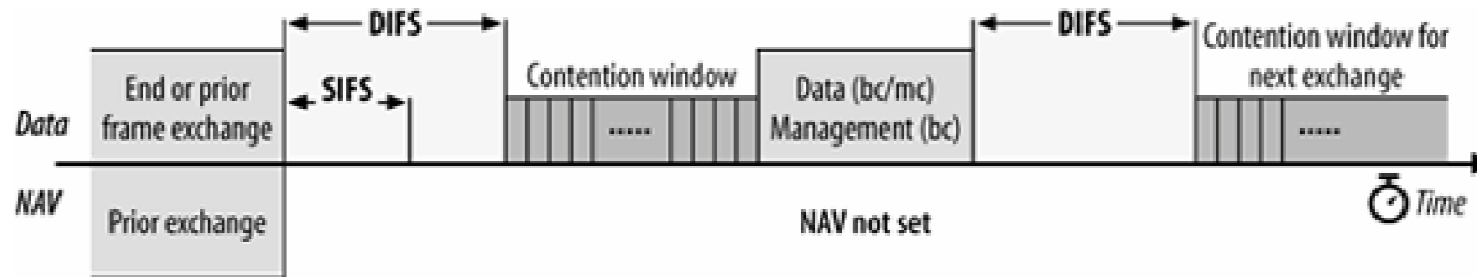 DIFS
DIFS
Contention window for
next exchange
End or prior
frame exchange
SIFS
Contention window
.....
Data (bc/mc)
Management (bc)
.....
Data
NAV
Prior exchange
NAV not set
Time